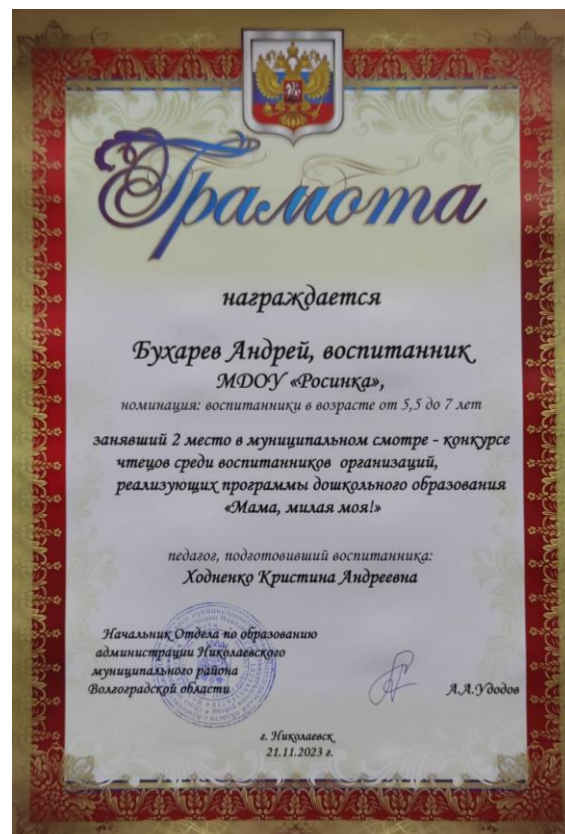 Грамота
награждается
Бухарев Андрей, воспитанник
МДОУ «Росинка»,
номинация: воспитанники в возрасте от 5,5 до 7 лет
занявший 2 место в муниципальном смотре - конкурсе
чтецов среди воспитанников организаций,
реализующих программы дошкольного образования
«Мама, милая моя!»
педагог, подготовивший воспитанника:
Ходненко Кристина Андреевна
Начальник Отдела по образованию
администрации Николаевского
муниципального района
Волгоградской области
А.А.Удодов
г. Николаевск
21.11.2023 г.